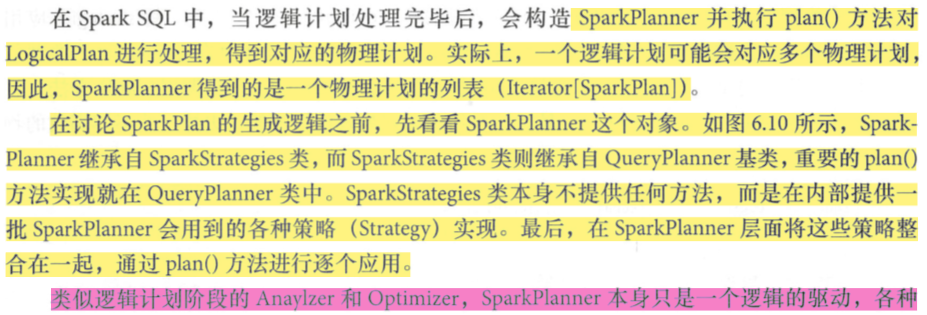 在 Spark SQL 中，当逻辑计划处理完毕后，会构造 SparkPlanner 并执行 plan() 方法对
LogicalPlan 进行处理，得到对应的物理计划。实际上，一个逻辑计划可能会对应多个物理计划，
因此，SparkPlanner 得到的是一个物理计划的列表（Iterator[SparkPlan]）。
在讨论 SparkPlan 的生成逻辑之前，先看看 SparkPlanner 这个对象。如图 6.10 所示，Spark-
Planner 继承自 SparkStrategies 类，而 SparkStrategies 类则继承自 QueryPlanner 基类，重要的 plan()
方法实现就在 QueryPlanner 类中。SparkStrategies 类本身不提供任何方法，而是在内部提供一
批 SparkPlanner 会用到的各种策略（Strategy）实现。最后，在 SparkPlanner 层面将这些策略整
合在一起，通过 plan() 方法进行逐个应用。
类似逻辑计划阶段的 Anaylzer 和 Optimizer，SparkPlanner 本身只是一个逻辑的驱动，各种